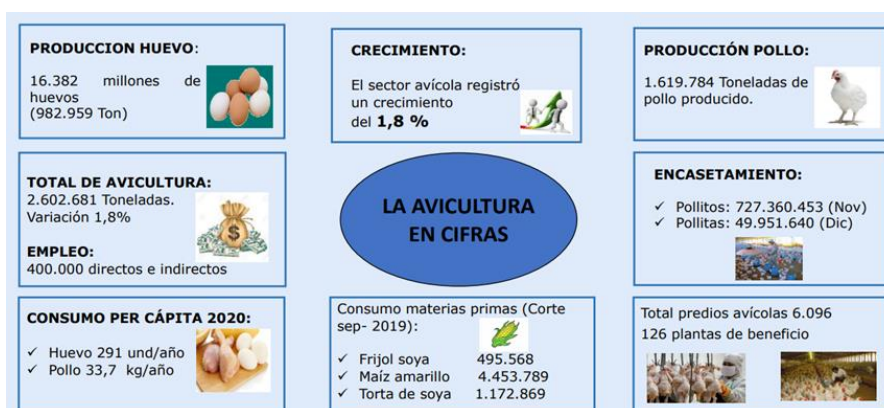 PRODUCCION HUEVO:
16.382 millones de
huevos
(982.959 Ton)
CRECIMIENTO:
El sector avícola registró
un crecimiento
del 1,8 %
PRODUCCIÓN POLLO:
1.619.784 Toneladas de
pollo producido.
TOTAL DE AVICULTURA:
2.602.681 Toneladas.
Variación 1,8%
EMPLEO:
400.000 directos e indirectos
LA AVICULTURA
EN CIFRAS
ENCASETAMIENTO:
✓ Pollitos: 727.360.453 (Nov)
✓ Pollitas: 49.951.640 (Dic)
CONSUMO PER CÁPITA 2020:
✓ Huevo 291 und/año
✓ Pollo 33,7 kg/año
Consumo materias primas (Corte
sep- 2019):
✓ Frijol soya 495.568
✓ Maíz amarillo 4.453.789
✓ Torta de soya 1.172.869
Total predios avícolas 6.096
126 plantas de beneficio